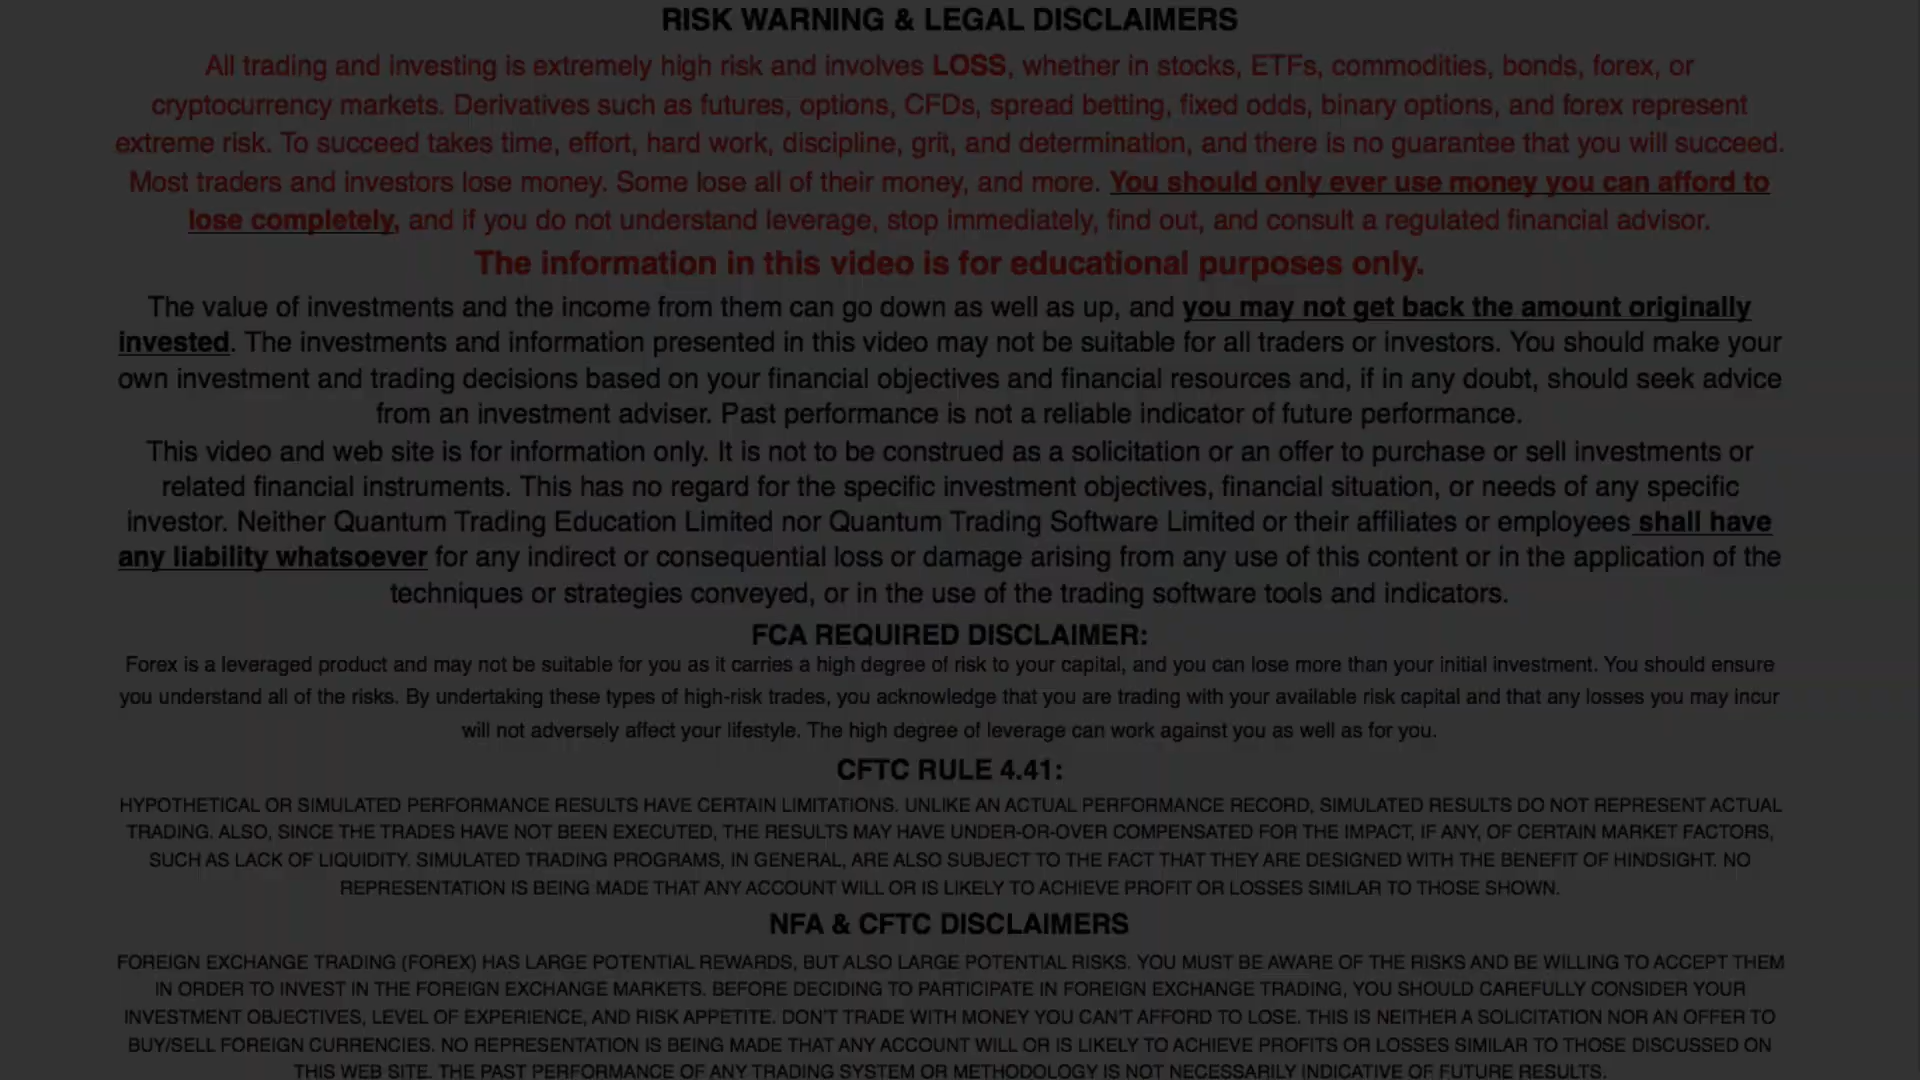 RISK WARNING & LEGAL DISCLAIMERS
All trading and investing is extremely high risk and involves LOSS, whether in stocks, ETFs, commodities, bonds, forex, or
cryptocurrency markets. Derivatives such as futures, options, CFDs, spread betting, fixed odds, binary options, and forex represent
extreme risk. To succeed takes time, effort, hard work, discipline, grit, and determination, and there is no guarantee that you will succeed.
Most traders and investors lose money. Some lose all of their money, and more. You should only ever use money you can afford to
lose completely, and if you do not understand leverage, stop immediately, find out, and consult a regulated financial advisor.
The information in this video is for educational purposes only.
The value of investments and the income from them can go down as well as up, and you may not get back the amount originally
invested. The investments and information presented in this video may not be suitable for all traders or investors. You should make your
own investment and trading decisions based on your financial objectives and financial resources and, if in any doubt, should seek advice
from an investment adviser. Past performance is not a reliable indicator of future performance.
This video and web site is for information only. It is not to be construed as a solicitation or an offer to purchase or sell investments or
related financial instruments. This has no regard for the specific investment objectives, financial situation, or needs of any specific
investor. Neither Quantum Trading Education Limited nor Quantum Trading Software Limited or their affiliates or employees shall have
any liability whatsoever for any indirect or consequential loss or damage arising from any use of this content or in the application of the
techniques or strategies conveyed, or in the use of the trading software tools and indicators.
FCA REQUIRED DISCLAIMER:
Forex is a leveraged product and may not be suitable for you as it carries a high degree of risk to your capital, and you can lose more than your initial investment. You should ensure
you understand all of the risks. By undertaking these types of high-risk trades, you acknowledge that you are trading with your available risk capital and that any losses you may incur
will not adversely affect your lifestyle. The high degree of leverage can work against you as well as for you.
CFTC RULE 4.41:
HYPOTHETICAL OR SIMULATED PERFORMANCE RESULTS HAVE CERTAIN LIMITATIONS. UNLIKE AN ACTUAL PERFORMANCE RECORD, SIMULATED RESULTS DO NOT REPRESENT ACTUAL
TRADING. ALSO, SINCE THE TRADES HAVE NOT BEEN EXECUTED, THE RESULTS MAY HAVE UNDER-OR-OVER COMPENSATED FOR THE IMPACT, IF ANY, OF CERTAIN MARKET FACTORS,
SUCH AS LACK OF LIQUIDITY. SIMULATED TRADING PROGRAMS, IN GENERAL, ARE ALSO SUBJECT TO THE FACT THAT THEY ARE DESIGNED WITH THE BENEFIT OF HINDSIGHT. NO
REPRESENTATION IS BEING MADE THAT ANY ACCOUNT WILL OR IS LIKELY TO ACHIEVE PROFIT OR LOSSES SIMILAR TO THOSE SHOWN.
NFA & CFTC DISCLAIMERS
FOREIGN EXCHANGE TRADING (FOREX) HAS LARGE POTENTIAL REWARDS, BUT ALSO LARGE POTENTIAL RISKS. YOU MUST BE AWARE OF THE RISKS AND BE WILLING TO ACCEPT THEM
IN ORDER TO INVEST IN THE FOREIGN EXCHANGE MARKETS. BEFORE DECIDING TO PARTICIPATE IN FOREIGN EXCHANGE TRADING, YOU SHOULD CAREFULLY CONSIDER YOUR
INVESTMENT OBJECTIVES, LEVEL OF EXPERIENCE, AND RISK APPETITE. DON'T TRADE WITH MONEY YOU CAN'T AFFORD TO LOSE. THIS IS NEITHER A SOLICITATION NOR AN OFFER TO
BUY/SELL FOREIGN CURRENCIES. NO REPRESENTATION IS BEING MADE THAT ANY ACCOUNT WILL OR IS LIKELY TO ACHIEVE PROFITS OR LOSSES SIMILAR TO THOSE DISCUSSED ON
THIS WEB SITE. THE PAST PERFORMANCE OF ANY TRADING SYSTEM OR METHODOLOGY IS NOT NECESSARILY INDICATIVE OF FUTURE RESULTS.